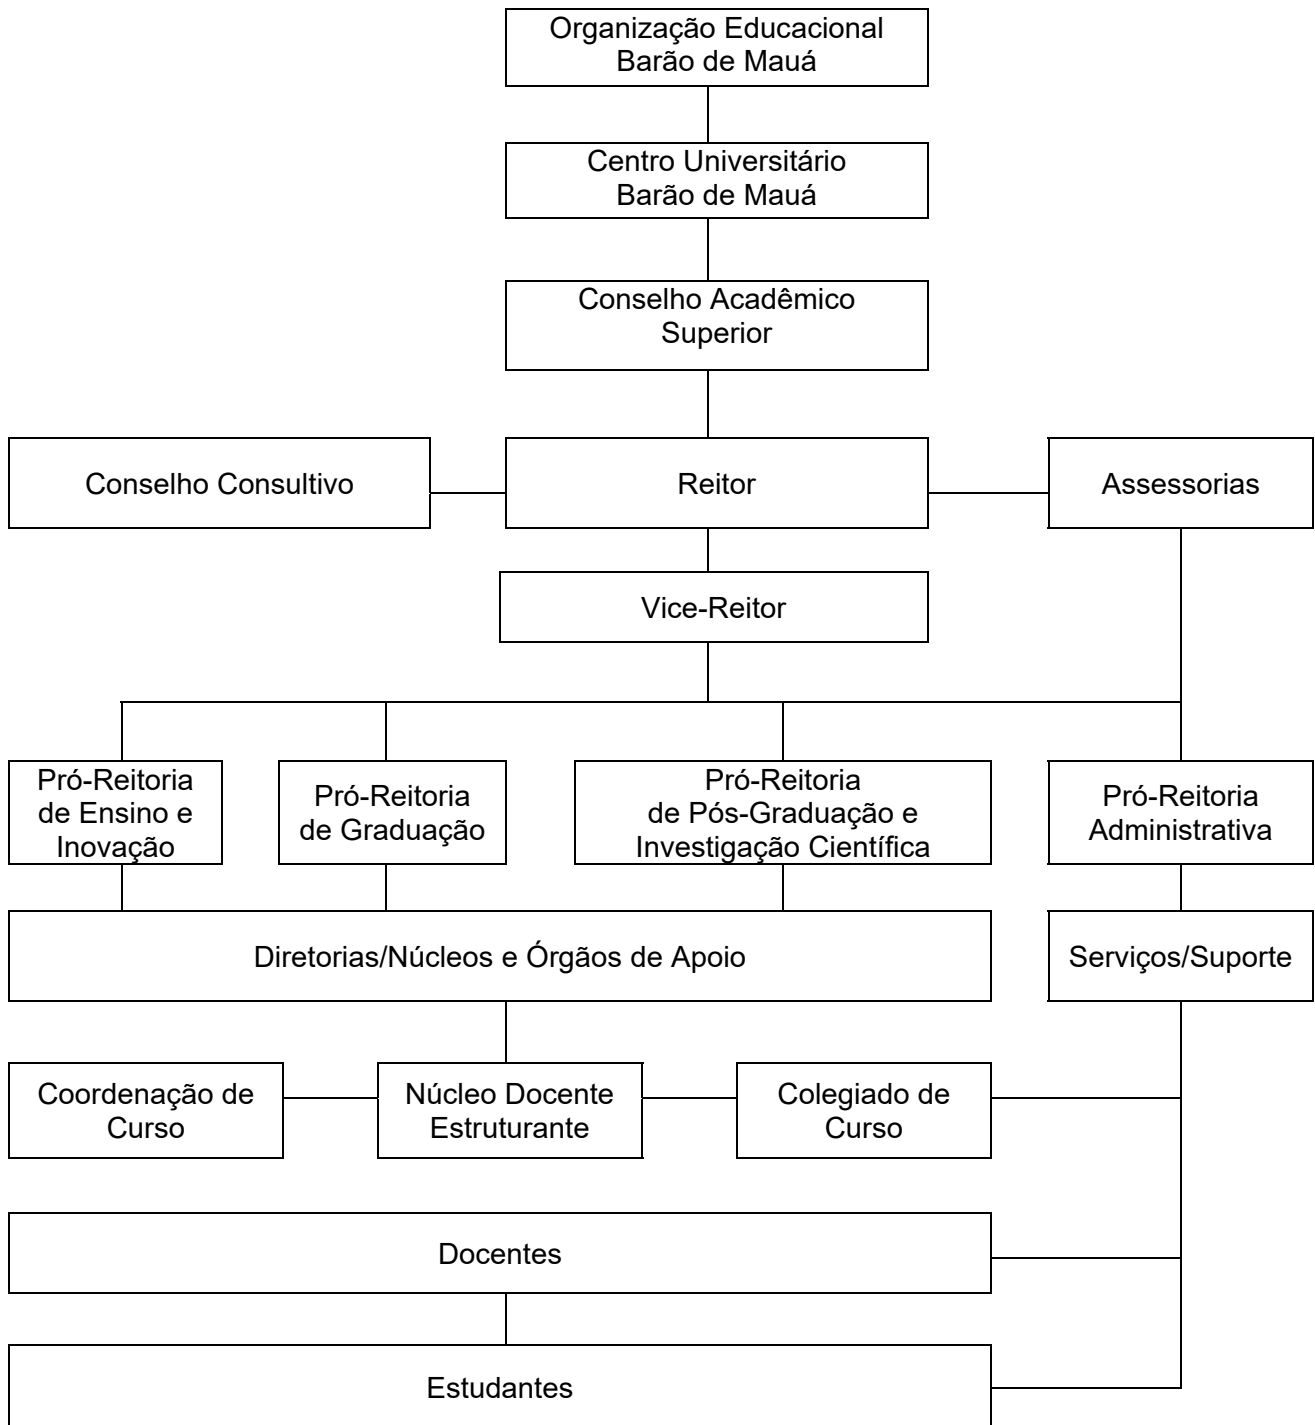 Organização Educacional
Barão de Mauá
Centro Universitário
Barão de Mauá
Conselho Acadêmico
Superior
Conselho Consultivo
Reitor
Assessorias
Vice-Reitor
Pró-Reitoria
de Ensino e
Inovação
Pró-Reitoria
de Graduação
Pró-Reitoria
de Pós-Graduação e
Investigação Científica
Pró-Reitoria
Administrativa
Diretorias/Núcleos e Órgãos de Apoio
Serviços/Suporte
Coordenação de
Curso
Núcleo Docente
Estruturante
Colegiado de
Curso
Docentes
Estudantes